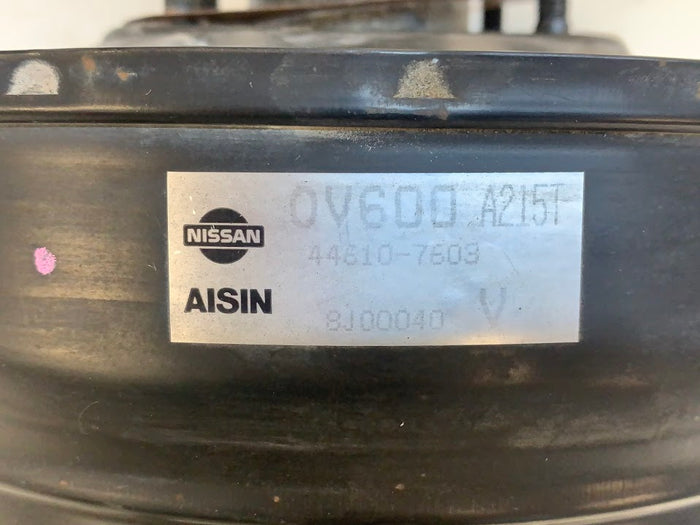 0V600 A215T
NISSAN
44610-7603
AISIN
8J00040 V